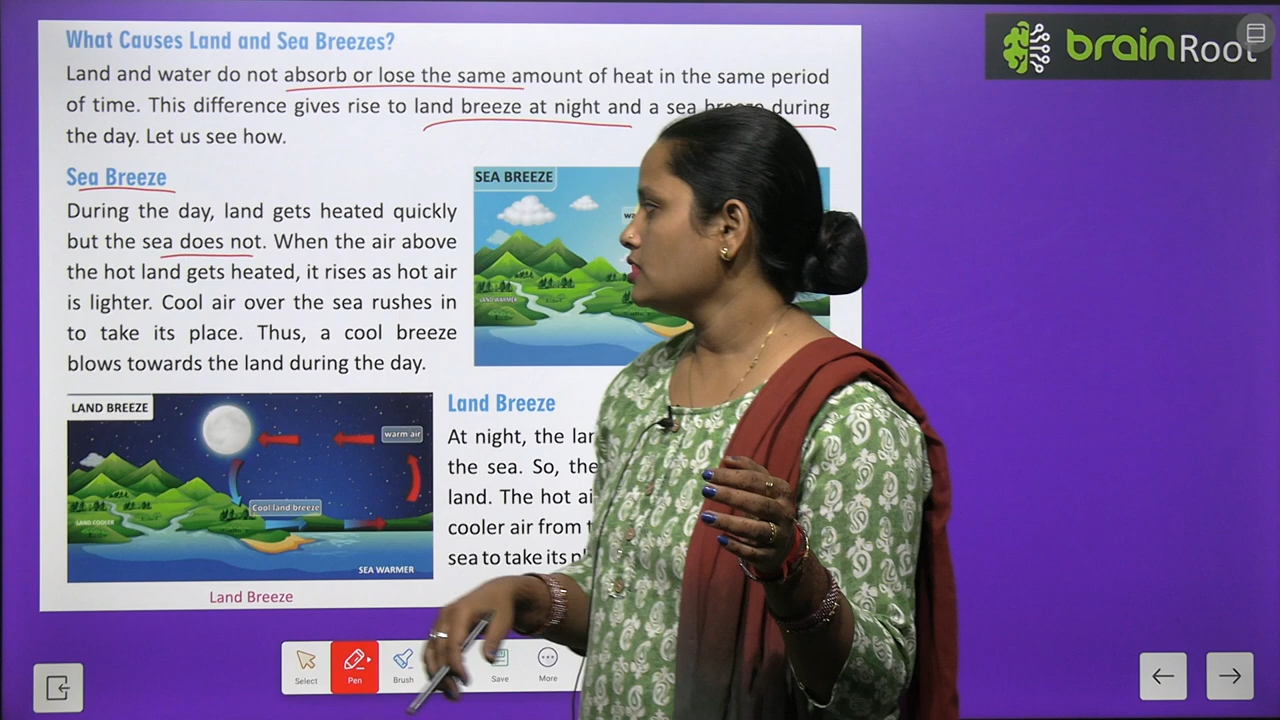 What Causes Land and Sea Breezes?
Land and water do not absorb or lose the same amount of heat in the same period
of time. This difference gives rise to land breeze at night and a sea breeze during
the day. Let us see how.
Sea Breeze
During the day, land gets heated quickly
but the sea does not. When the air above
the hot land gets heated, it rises as hot air
is lighter. Cool air over the sea rushes in
to take its place. Thus, a cool breeze
blows towards the land during the day.
SEA BREEZE
LAND WARMER
LAND BREEZE
warm air
Cool land breeze
LAND COOLER
SEA WARMER
Land Breeze
Land Breeze
At night, the
the sea. So,
land. The hot
cooler air from
sea to take its
Select
Pen
Brush
Save
More
brainRoot